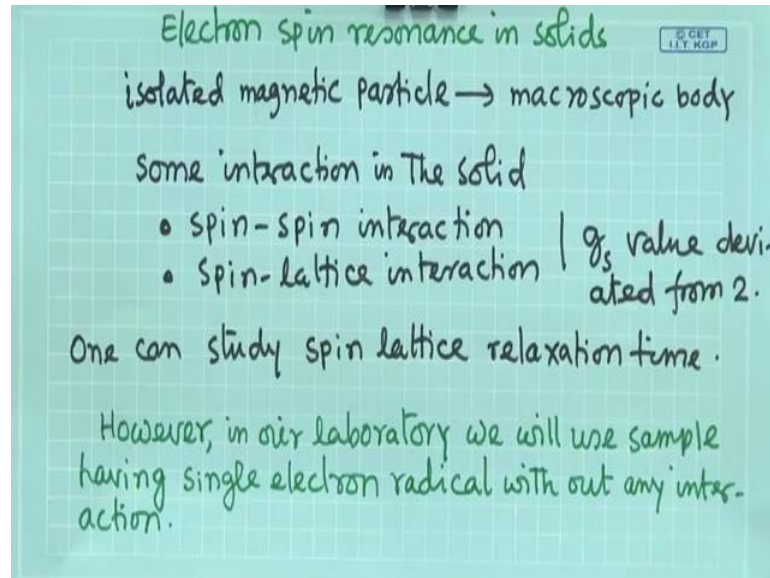 Electron spin resonance in solids
© CET
I.I.T. KGP
isolated magnetic particle → macroscopic body
Some interaction in The solid
• spin-spin interaction
• spin-lattice interaction
| gs value devi-
ated from 2.
One can study spin lattice relaxation time.
However, in our laboratory we will use sample
having single electron radical with out any inter-
action.